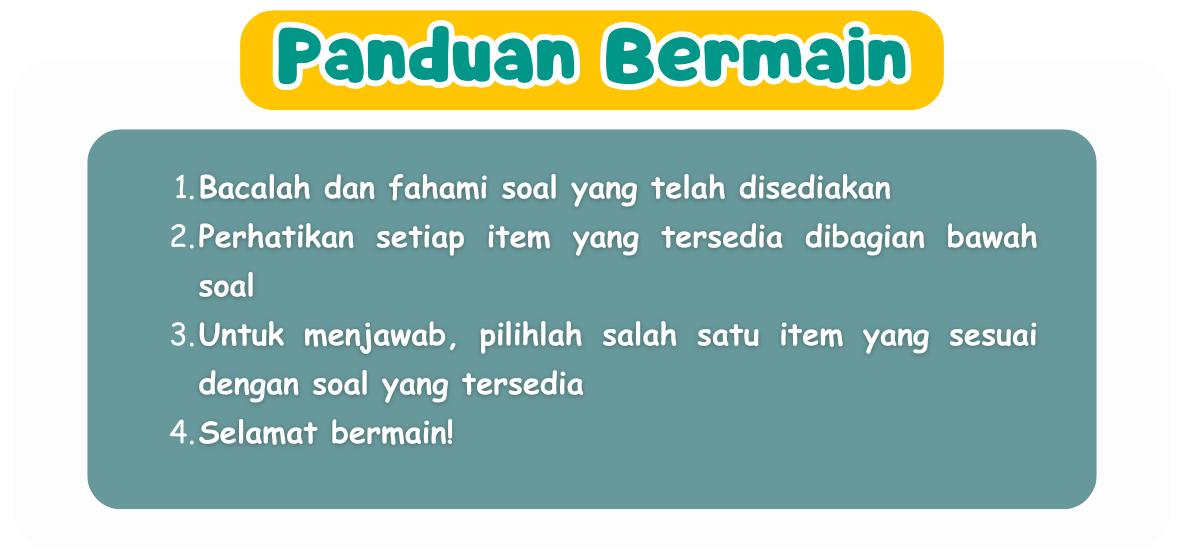 Panduan Bermain
1. Bacalah dan fahami soal yang telah disediakan
2. Perhatikan setiap item yang tersedia dibagian bawah
soal
3. Untuk menjawab, pilihlah salah satu item yang sesuai
dengan soal yang tersedia
4. Selamat bermain!